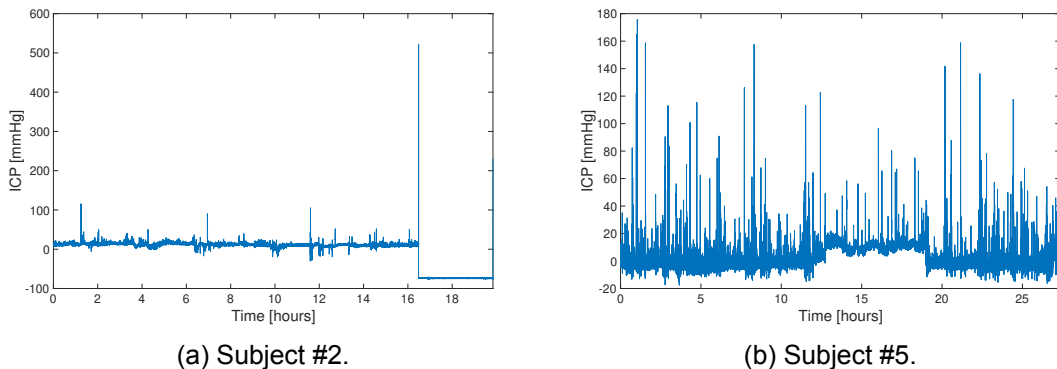 600
500
400
300
200
100
0
-100
ICP [mmHg]
0 2 4 6 8 10 12 14 16 18
Time [hours]
(a) Subject #2.
180
160
140
120
100
80
60
40
20
0
-20
ICP [mmHg]
0 5 10 15 20 25
Time [hours]
(b) Subject #5.